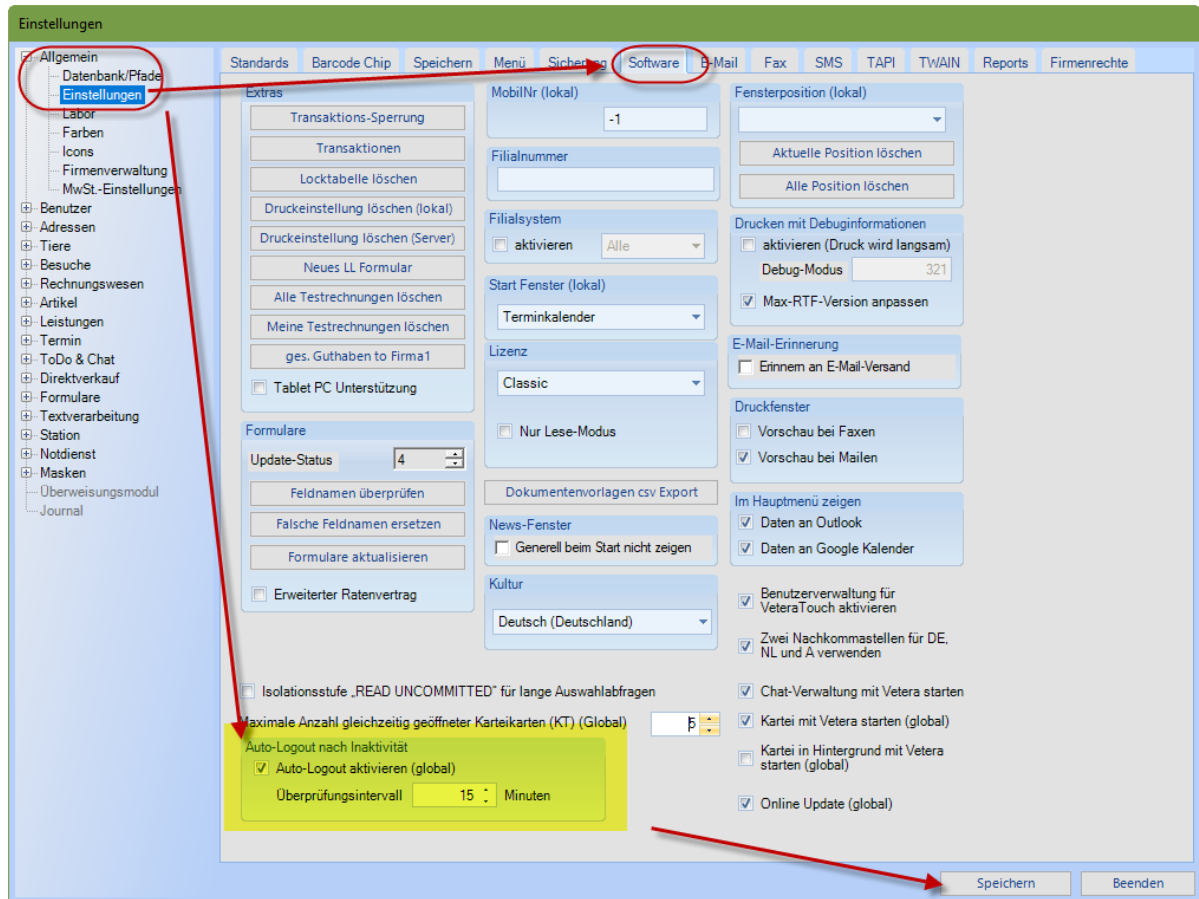 Einstellungen
Allgemein
Datenbank/Pfade
Einstellungen
Labor
Farben
Icons
Firmenverwaltung
MwSt.-Einstellungen
Benutzer
Adressen
Tiere
Besuche
Rechnungswesen
Artikel
Leistungen
Termin
ToDo & Chat
Direktverkauf
Formulare
Textverarbeitung
Station
Notdienst
Masken
Überweisungsmodul
Journal
Standards Barcode Chip Speichern Menü Sicherung Software E-Mail Fax SMS TAPI TWAIN Reports Firmenrechte
Extras
Transaktions-Sperrung
Transaktionen
Locktabelle löschen
Druckeinstellung löschen (lokal)
Druckeinstellung löschen (Server)
Neues LL Formular
Alle Testrechnungen löschen
Meine Testrechnungen löschen
ges. Guthaben to Firma1
Tablet PC Unterstützung
Formulare
Update-Status 4
Feldnamen überprüfen
Falsche Feldnamen ersetzen
Formulare aktualisieren
Erweiterter Ratenvertrag
MobilNr (lokal)
-1
Filialnummer
Filialsystem
aktivieren Alle
Start Fenster (lokal)
Terminkalender
Lizenz
Classic
Nur Lese-Modus
Dokumentenvorlagen csv Export
News-Fenster
Generell beim Start nicht zeigen
Kultur
Deutsch (Deutschland)
Fensterposition (lokal)
Aktuelle Position löschen
Alle Position löschen
Drucken mit Debuginformationen
aktivieren (Druck wird langsam)
Debug-Modus 321
Max-RTF-Version anpassen
E-Mail-Erinnerung
Erinnern an E-Mail-Versand
Druckfenster
Vorschau bei Faxen
Vorschau bei Mailen
Im Hauptmenü zeigen
Daten an Outlook
Daten an Google Kalender
Benutzerverwaltung für
VeteraTouch aktivieren
Zwei Nachkommastellen für DE,
NL und A verwenden
Isolationsstufe „READ UNCOMMITTED" für lange Auswahlabfragen
Maximale Anzahl gleichzeitig geöffneter Karteikarten (KT) (Global) 5
Auto-Logout nach Inaktivität
Auto-Logout aktivieren (global)
Überprüfungsintervall 15 Minuten
Chat-Verwaltung mit Vetera starten
Kartei mit Vetera starten (global)
Kartei in Hintergrund mit Vetera
starten (global)
Online Update (global)
Speichern Beenden